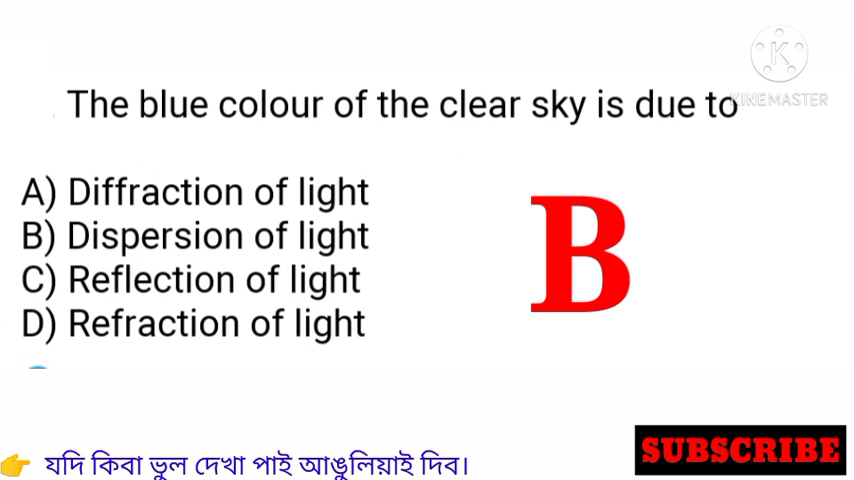 KINEMASTER
The blue colour of the clear sky is due to
A) Diffraction of light
B) Dispersion of light
C) Reflection of light
D) Refraction of light
B
👉 যদি কিবা ভুল দেখা পাই আঙুলিয়াই দিব।
SUBSCRIBE